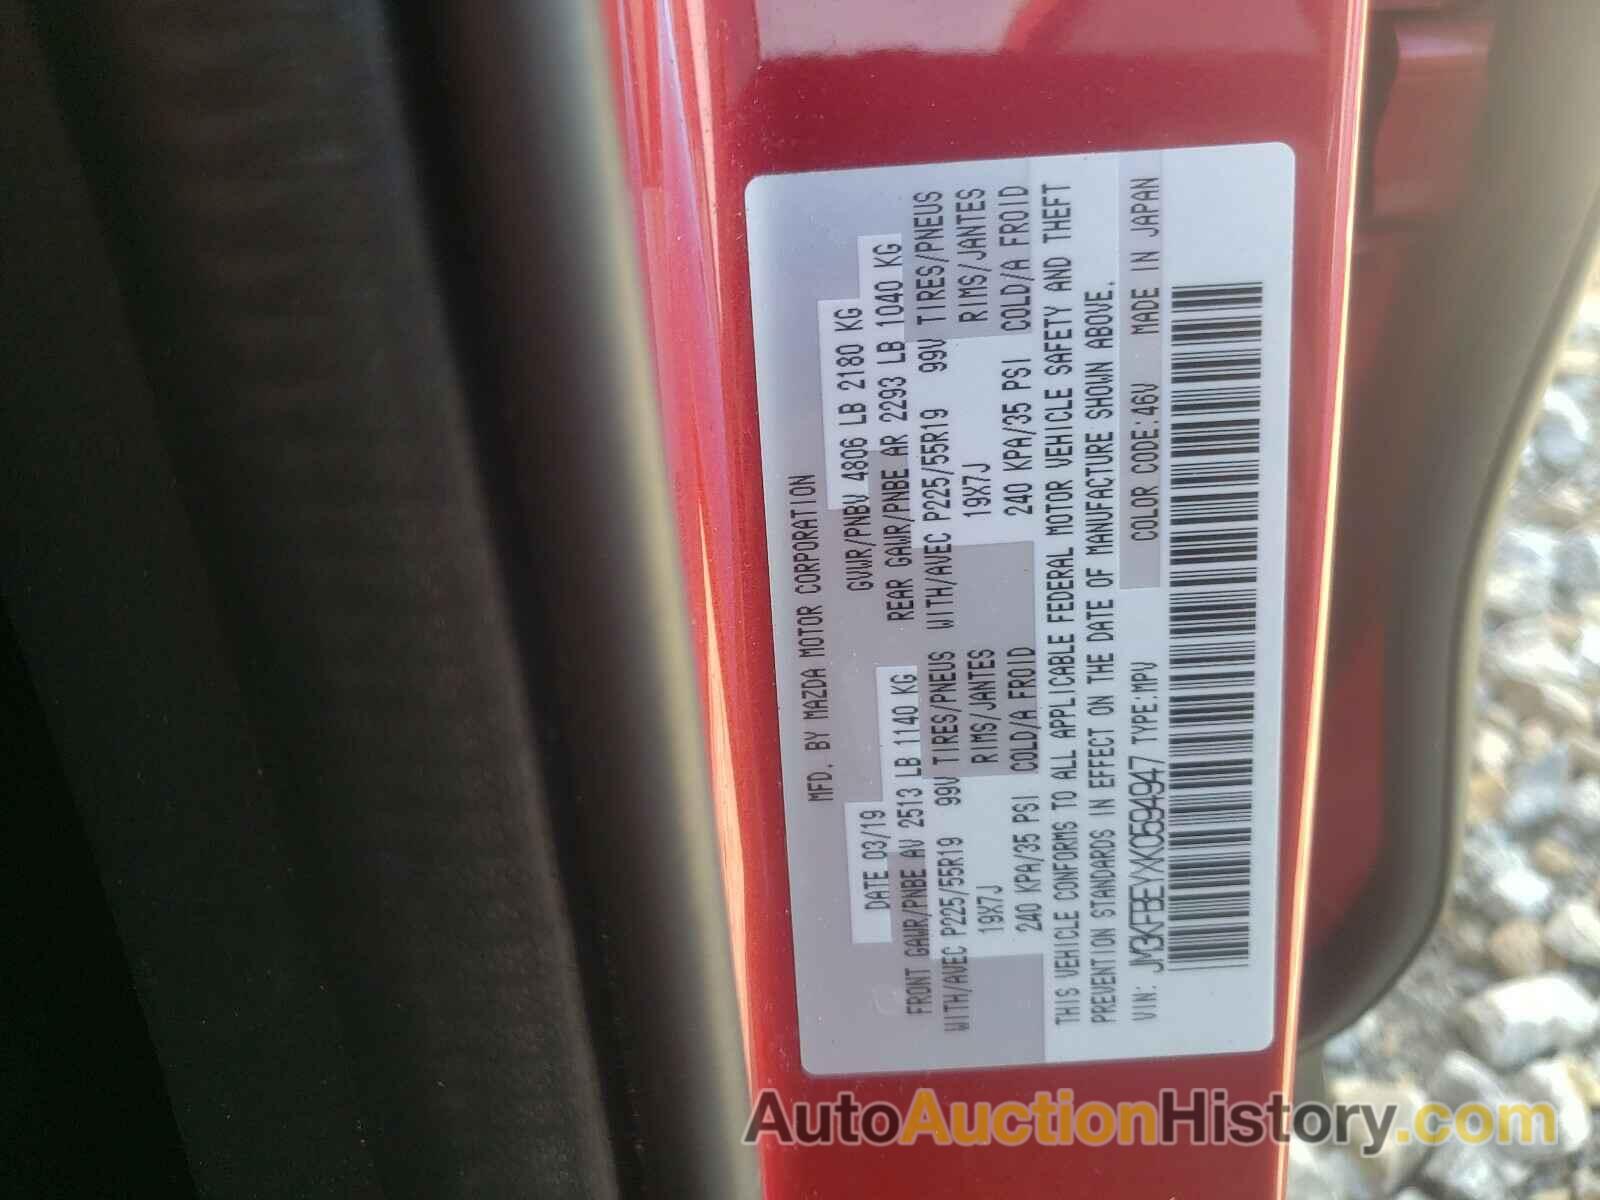 MFD. BY MAZDA MOTOR CORPORATION
DATE 03/19 GVWR/PNBV 4806 LB 2180 KG
FRONT GAWR/PNBE AV 2513 LB 1140 KG REAR GAWR/PNBE AR 2293 LB 1040 KG
WITH/AVEC P225/55R19 99V TIRES/PNEUS WITH/AVEC P225/55R19 99V TIRES/PNEUS
19X7J RIMS/JANTES 19X7J RIMS/JANTES
240 KPA/35 PSI COLD/A FROID 240 KPA/35 PSI COLD/A FROID
THIS VEHICLE CONFORMS TO ALL APPLICABLE FEDERAL MOTOR VEHICLE SAFETY AND THEFT
PREVENTION STANDARDS IN EFFECT ON THE DATE OF MANUFACTURE SHOWN ABOVE.
VIN: JM3KFBEYXK0594947 TYPE:MPV COLOR CODE:46V MADE IN JAPAN
AutoAuctionHistory.com